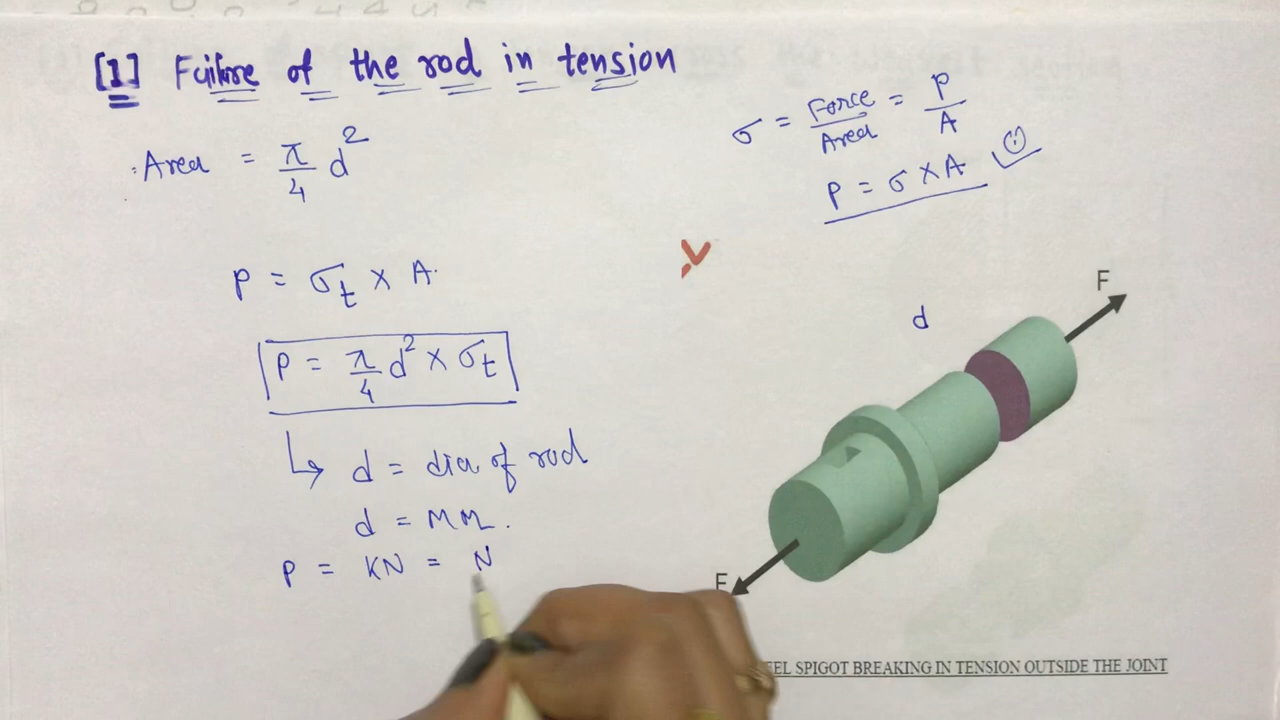 [1] Failure of the rod in tension
Area = π/4 d²
σ = Force/Area = P/A
P = σ × A
P = σt × A.
P = π/4 d² × σt
↳ d = dia of rod
d = MM.
P = KN = N
F
d
F
SPIGOT BREAKING IN TENSION OUTSIDE THE JOINT